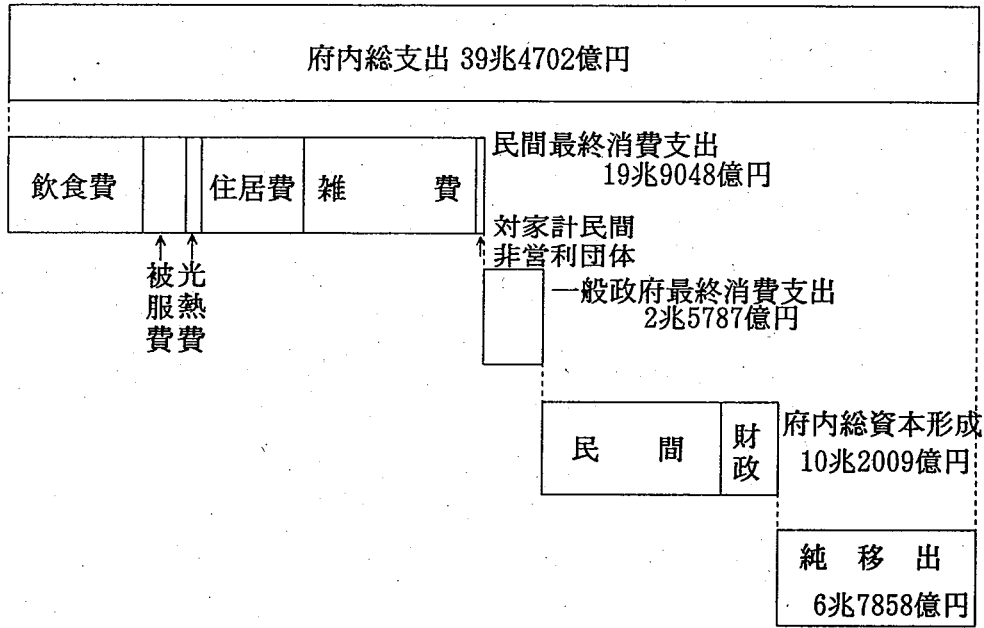 府内総支出 39兆4702億円
飲食費
住居費
雑費
民間最終消費支出
19兆9048億円
対家計民間
非営利団体
被服費
光熱費
一般政府最終消費支出
2兆5787億円
民間
財政
府内総資本形成
10兆2009億円
純移出
6兆7858億円